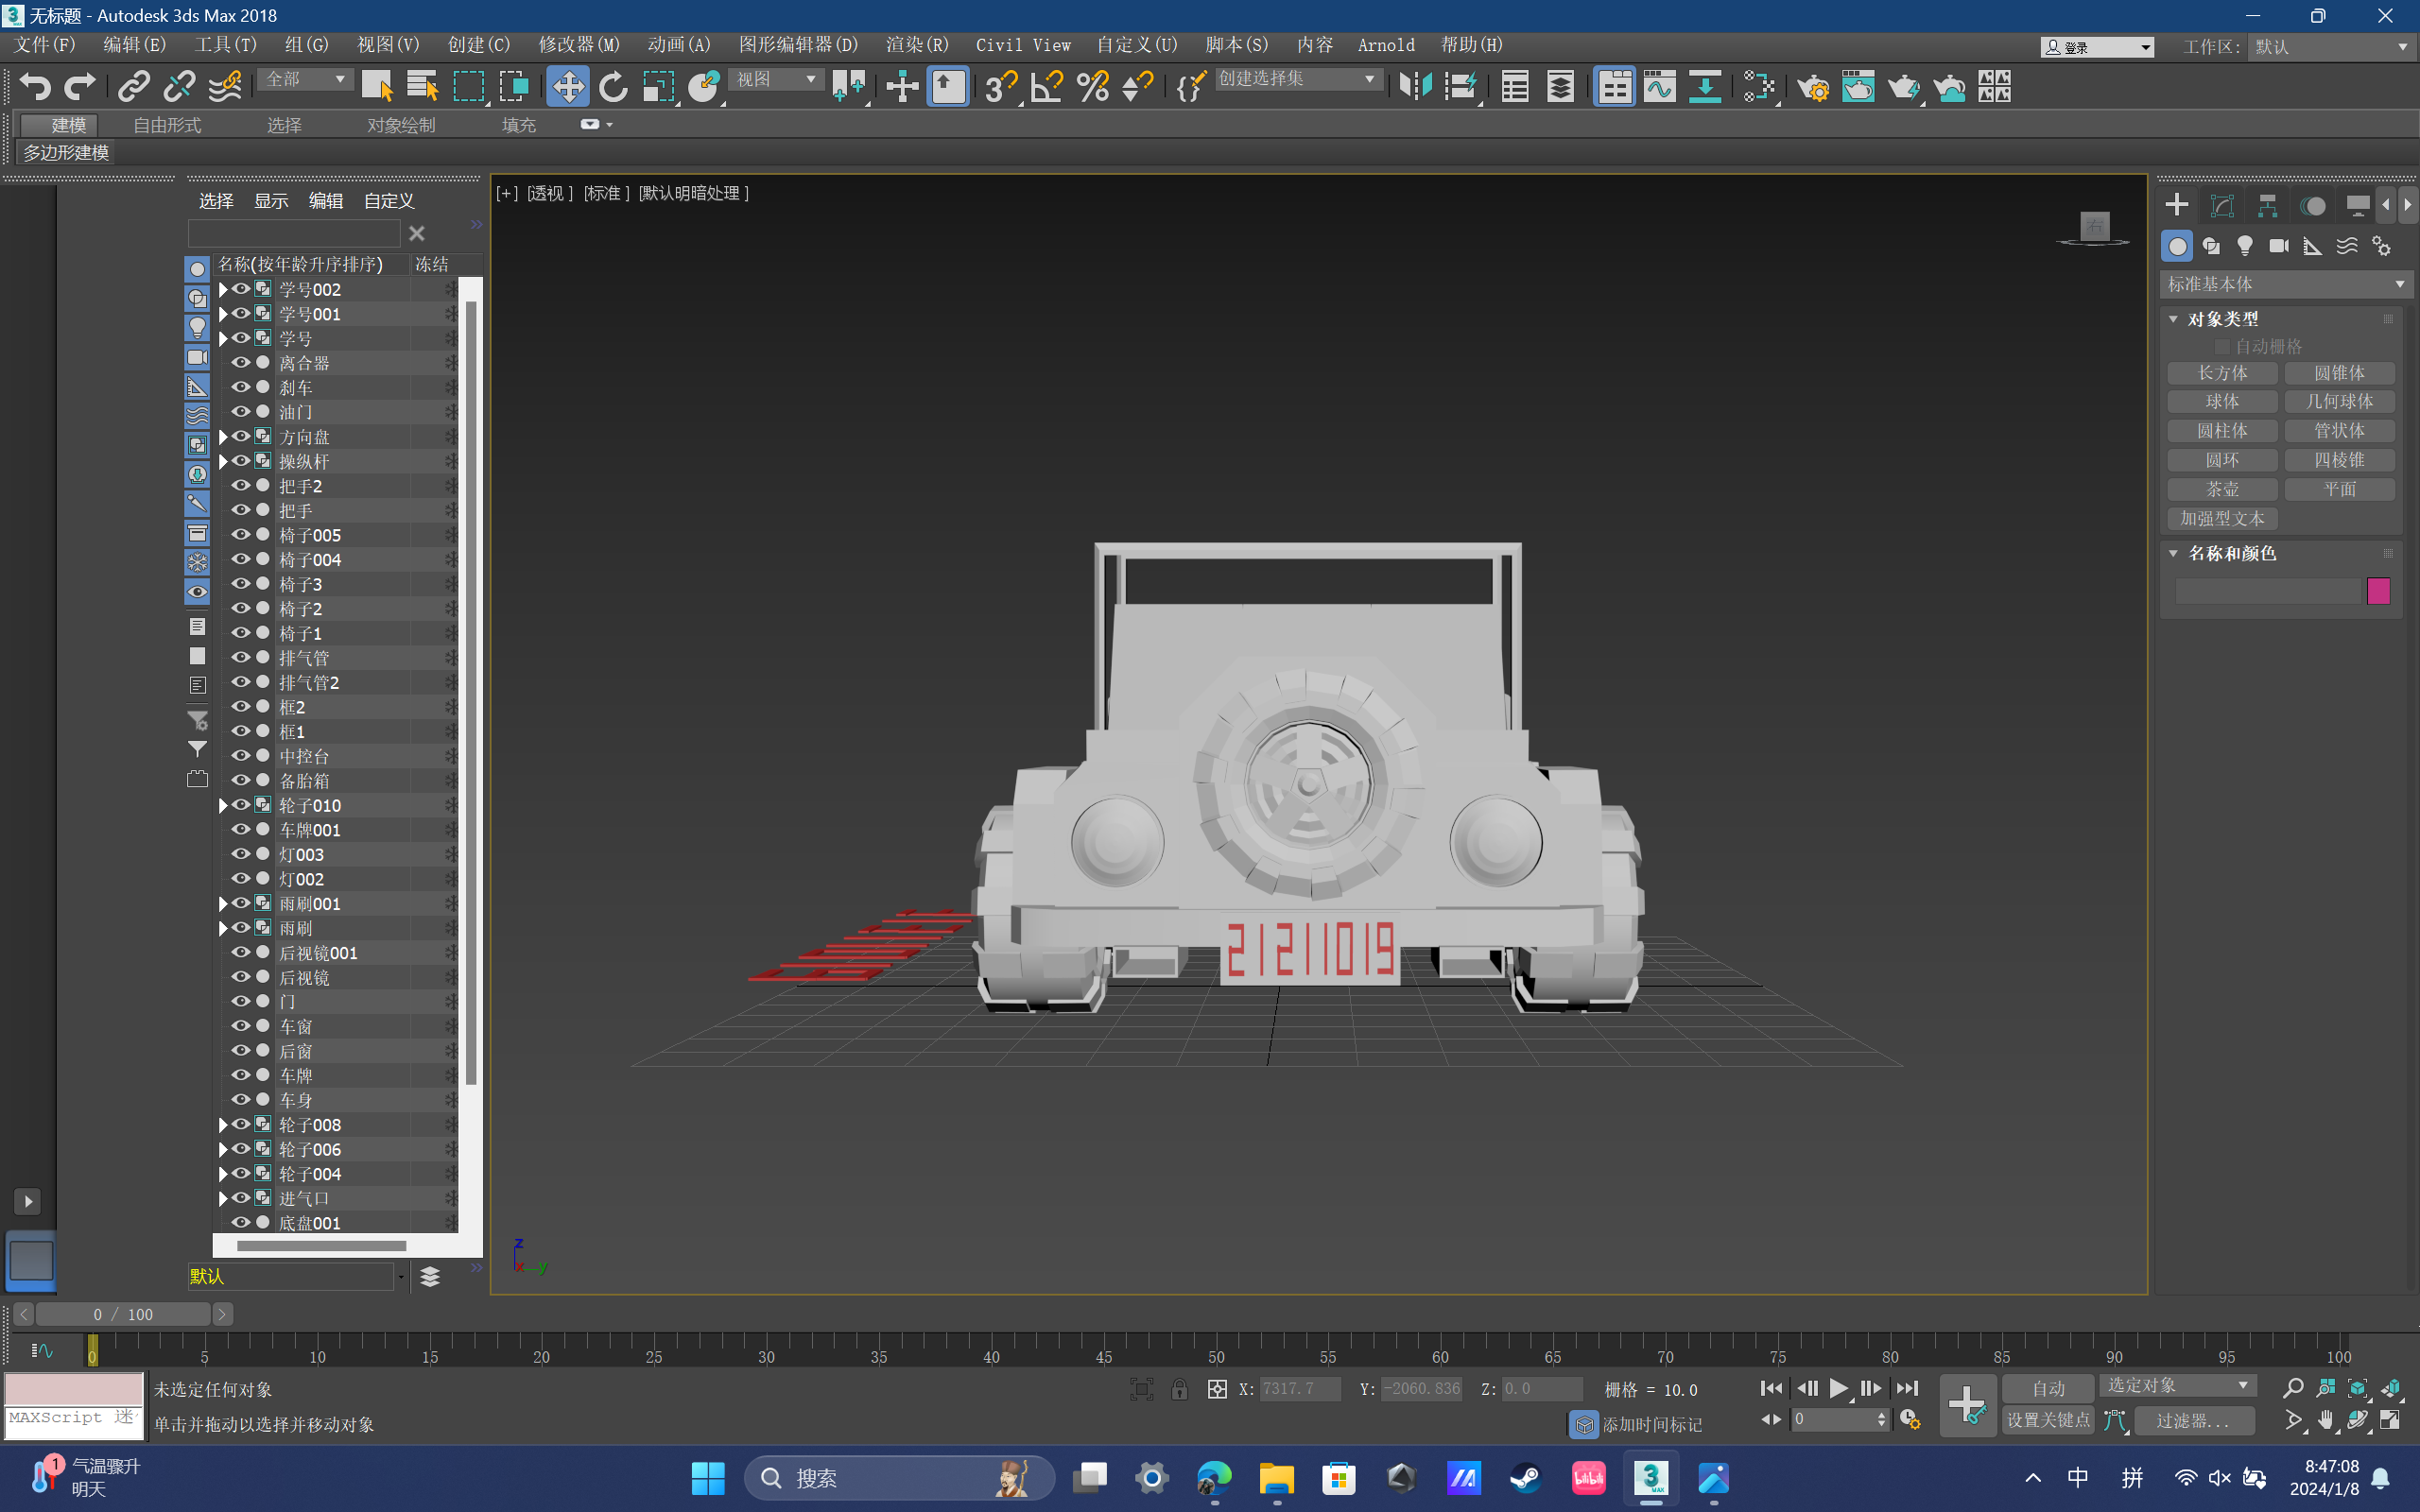 无标题 - Autodesk 3ds Max 2018
文件(F) 编辑(E) 工具(T) 组(G) 视图(V) 创建(C) 修改器(M) 动画(A) 图形编辑器(D) 渲染(R) Civil View 自定义(U) 脚本(S) 内容 Arnold 帮助(H) 登录 工作区: 默认
全部 视图 创建选择集
建模 自由形式 选择 对象绘制 填充
多边形建模
选择 显示 编辑 自定义
名称(按年龄升序排序) 冻结
学号002
学号001
学号
离合器
刹车
油门
方向盘
操纵杆
把手2
把手
椅子005
椅子004
椅子3
椅子2
椅子1
排气管
排气管2
框2
框1
中控台
备胎箱
轮子010
车牌001
灯003
灯002
雨刷001
雨刷
后视镜001
后视镜
门
车窗
后窗
车牌
车身
轮子008
轮子006
轮子004
进气口
底盘001
默认
[+] [透视] [标准] [默认明暗处理]
右
21211019
z
x y
标准基本体
对象类型
自动栅格
长方体 圆锥体
球体 几何球体
圆柱体 管状体
圆环 四棱锥
茶壶 平面
加强型文本
名称和颜色
0 / 100
0 5 10 15 20 25 30 35 40 45 50 55 60 65 70 75 80 85 90 95 100
未选定任何对象 X: 7317.7 Y: -2060.836 Z: 0.0 栅格 = 10.0 自动 选定对象
MAXScript 迷 单击并拖动以选择并移动对象 添加时间标记 0 设置关键点 过滤器...
1 气温骤升
明天
搜索
bilibili
3 MAX
中 拼
8:47:08
2024/1/8